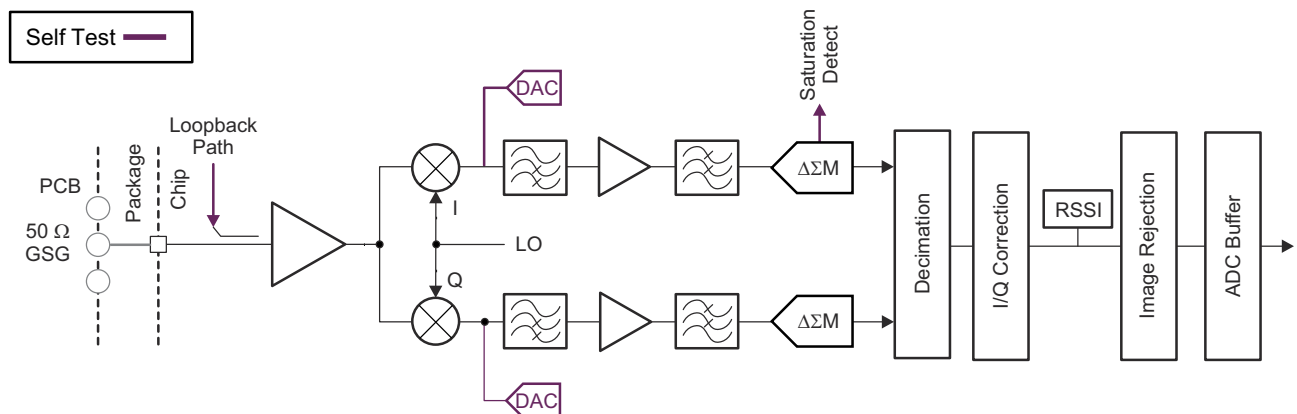 Self Test
Loopback
Path
PCB
Package
Chip
50 Ω
GSG
DAC
I
LO
Q
DAC
Saturation
Detect
ΔΣM
ΔΣM
Decimation
I/Q Correction
RSSI
Image Rejection
ADC Buffer